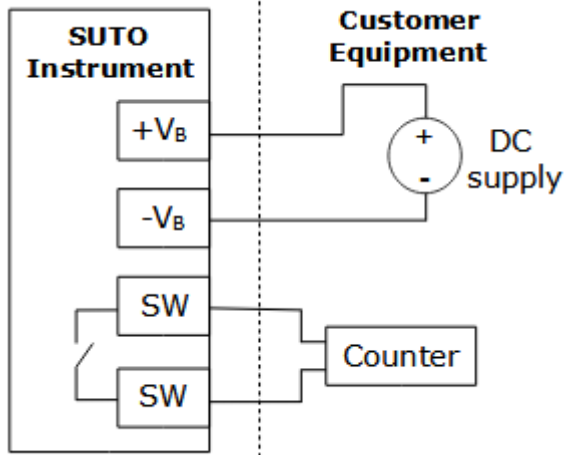 SUTO
Instrument
Customer
Equipment
+VB
+
-
DC
supply
-VB
SW
Counter
SW